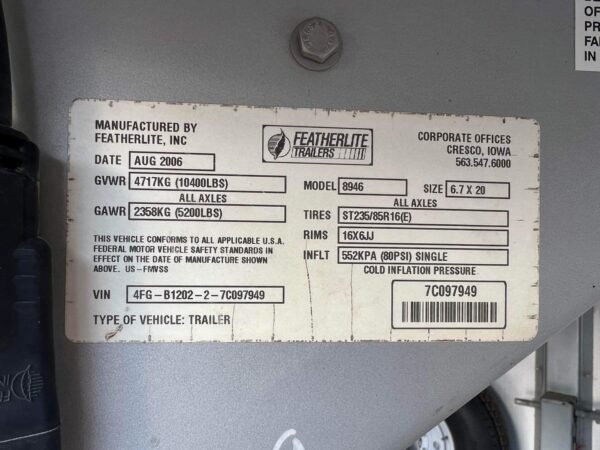 MANUFACTURED BY
FEATHERLITE, INC
FEATHERLITE
TRAILERS
CORPORATE OFFICES
CRESCO, IOWA
563.547.6000
DATE AUG 2006
GVWR 4717KG (10400LBS)
ALL AXLES
GAWR 2358KG (5200LBS)
MODEL 8946 SIZE 6.7 X 20
ALL AXLES
TIRES ST235/85R16(E)
RIMS 16X6JJ
INFLT 552KPA (80PSI) SINGLE
COLD INFLATION PRESSURE
THIS VEHICLE CONFORMS TO ALL APPLICABLE U.S.A.
FEDERAL MOTOR VEHICLE SAFETY STANDARDS IN
EFFECT ON THE DATE OF MANUFACTURE SHOWN
ABOVE. US-FMVSS
VIN 4FG-B1202-2-7C097949
TYPE OF VEHICLE: TRAILER
7C097949
OF
PR
FAI
IN